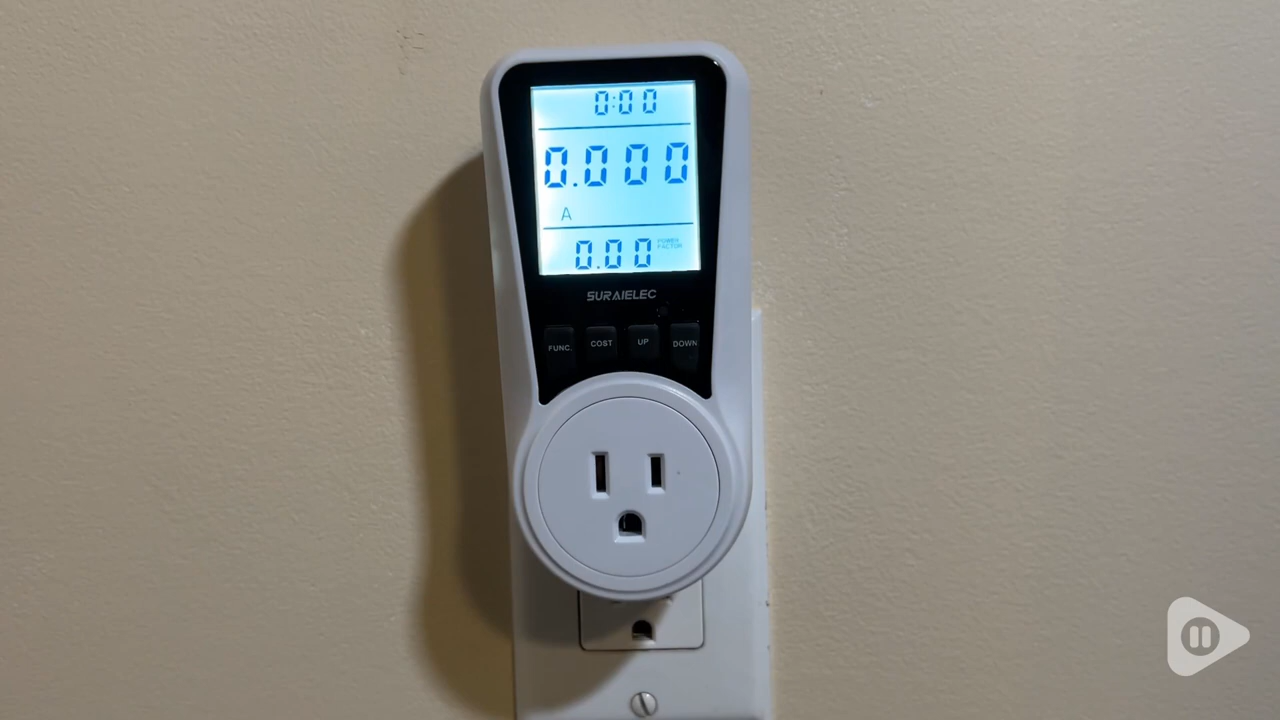 0:00
0.000
A
0.00 POWER FACTOR
SURAIELEC
FUNC. COST UP DOWN